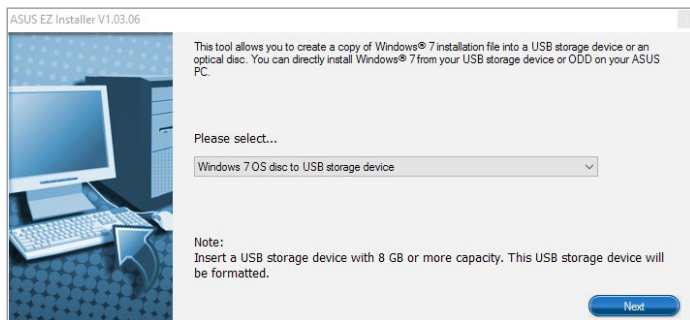 ASUS EZ Installer V1.03.06
This tool allows you to create a copy of Windows® 7 installation file into a USB storage device or an
optical disc. You can directly install Windows® 7 from your USB storage device or ODD on your ASUS
PC.
Please select...
Windows 7 OS disc to USB storage device
Note:
Insert a USB storage device with 8 GB or more capacity. This USB storage device will
be formatted.
Next